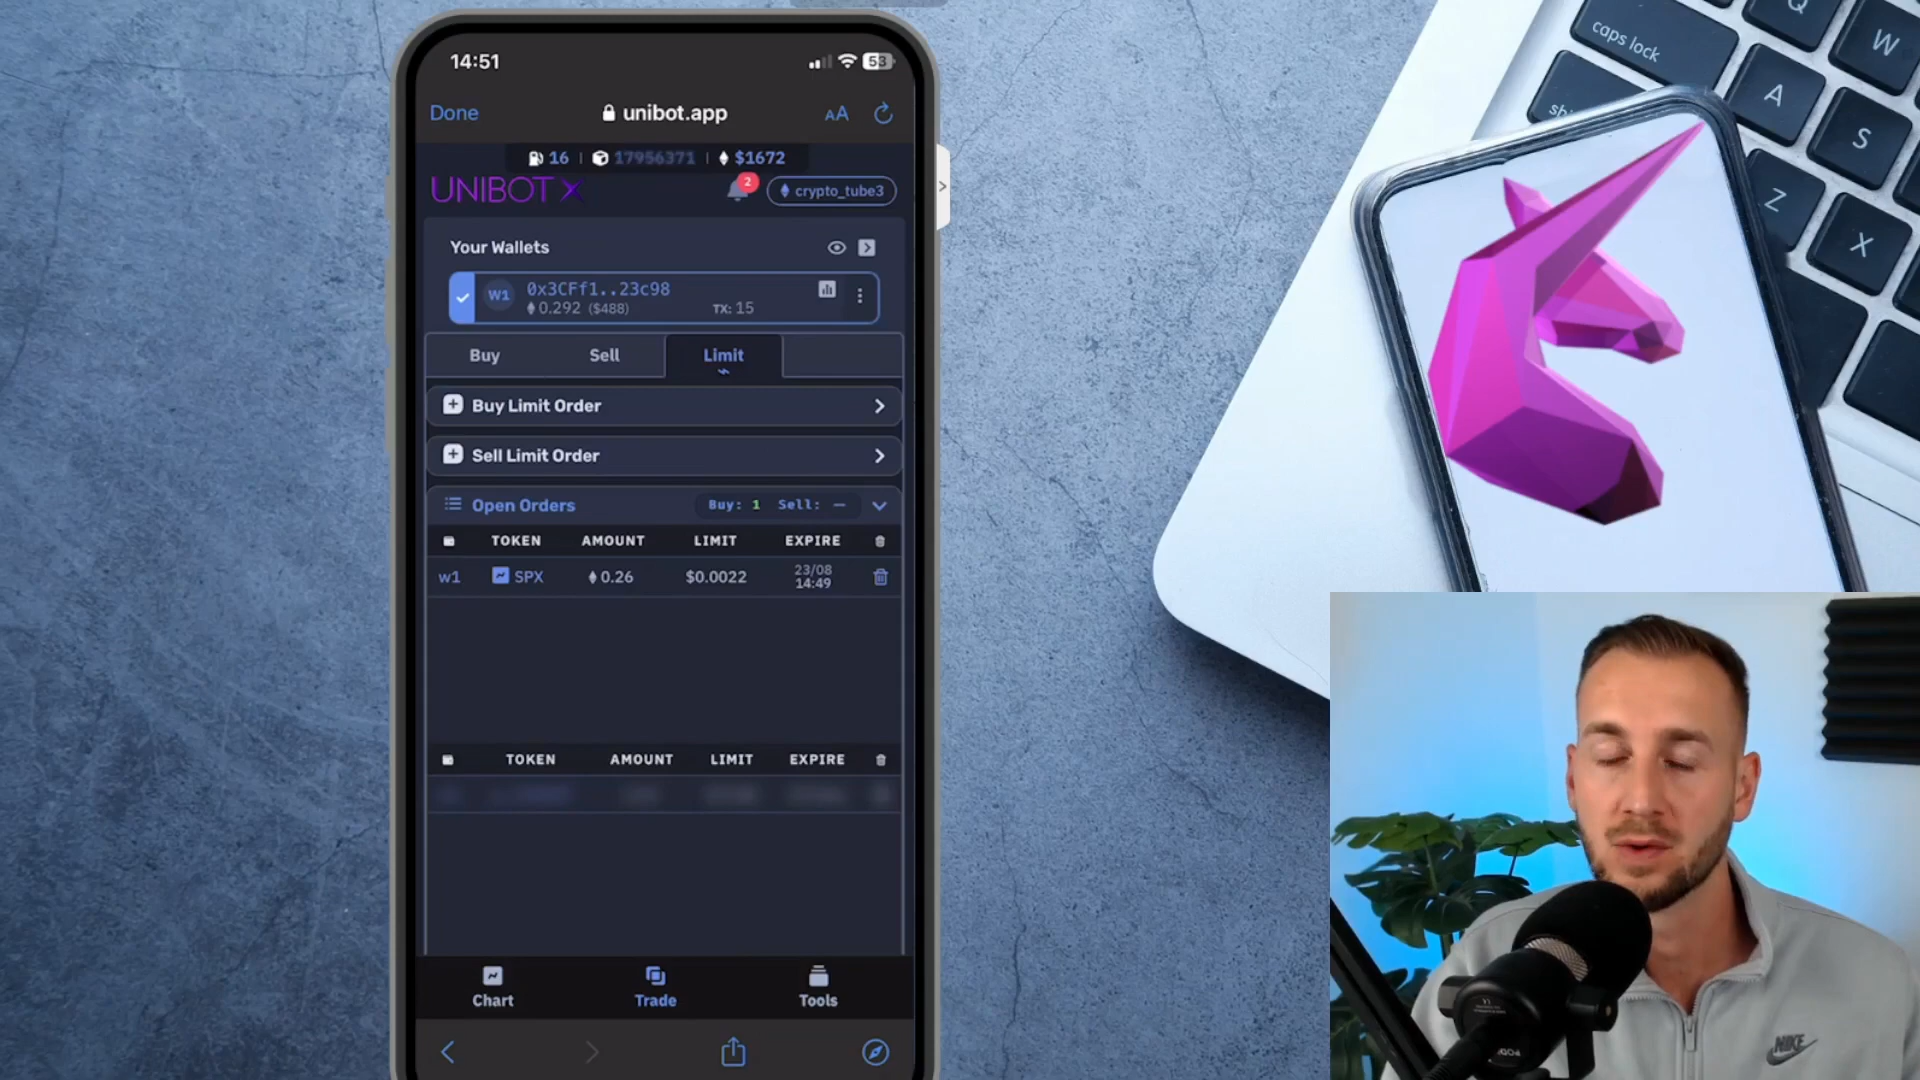 14:51
53
Done
unibot.app
AA
16 | 17956371 | $1672
UNIBOT X
2
crypto_tube3
Your Wallets
W1
0x3CFf1..23c98
0.292 ($488)
TX: 15
Buy
Sell
Limit
Buy Limit Order
Sell Limit Order
Open Orders
Buy: 1 Sell: —
TOKEN AMOUNT LIMIT EXPIRE
w1 SPX 0.26 $0.0022 23/08 14:49
TOKEN AMOUNT LIMIT EXPIRE
Chart
Trade
Tools
caps lock
Q
W
A
S
Z
X
NIKE